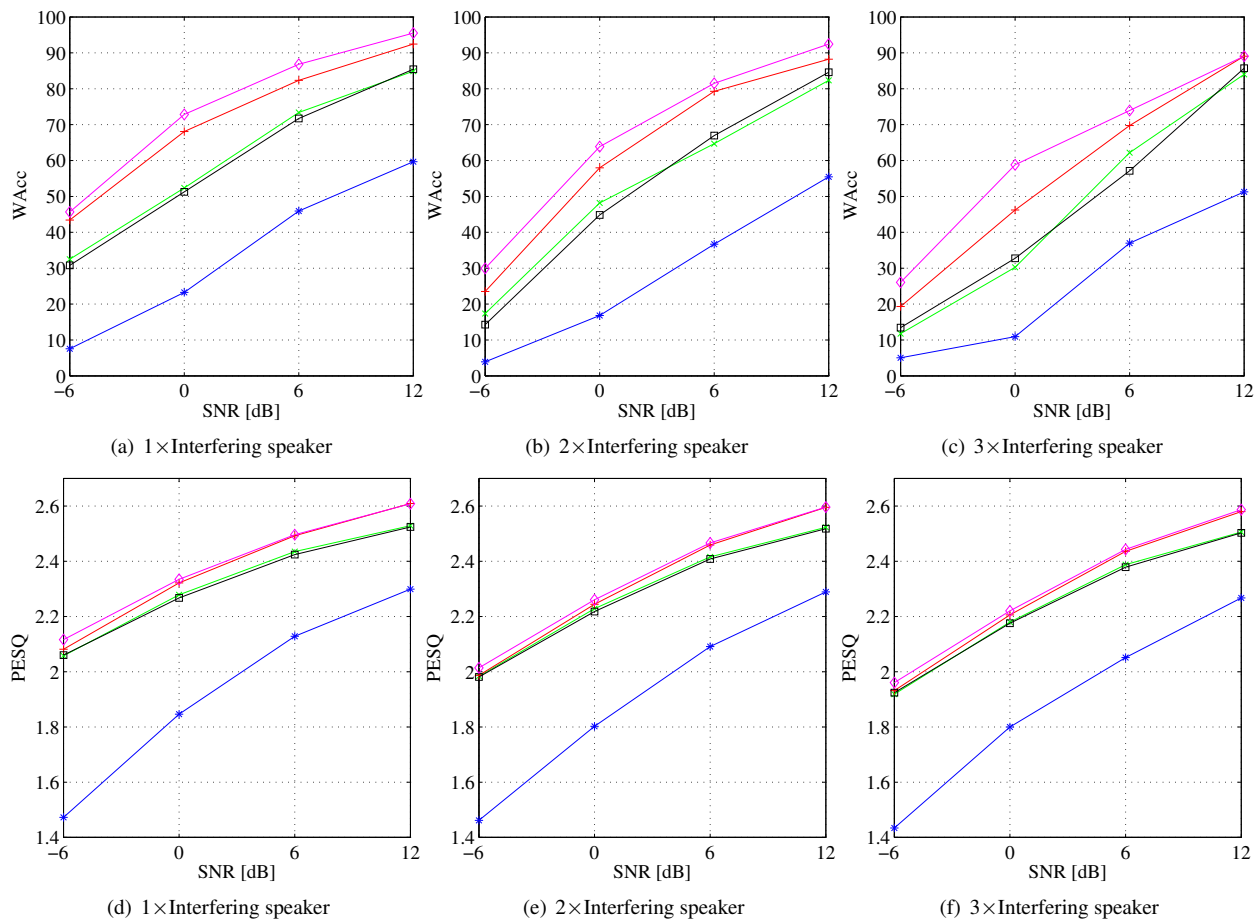 100
90
80
70
60
50
40
30
20
10
0
WAcc
−6 0 6 12
SNR [dB]
(a) 1×Interfering speaker
100
90
80
70
60
50
40
30
20
10
0
WAcc
−6 0 6 12
SNR [dB]
(b) 2×Interfering speaker
100
90
80
70
60
50
40
30
20
10
0
WAcc
−6 0 6 12
SNR [dB]
(c) 3×Interfering speaker
2.6
2.4
2.2
2
1.8
1.6
1.4
PESQ
−6 0 6 12
SNR [dB]
(d) 1×Interfering speaker
2.6
2.4
2.2
2
1.8
1.6
1.4
PESQ
−6 0 6 12
SNR [dB]
(e) 2×Interfering speaker
2.6
2.4
2.2
2
1.8
1.6
1.4
PESQ
−6 0 6 12
SNR [dB]
(f) 3×Interfering speaker